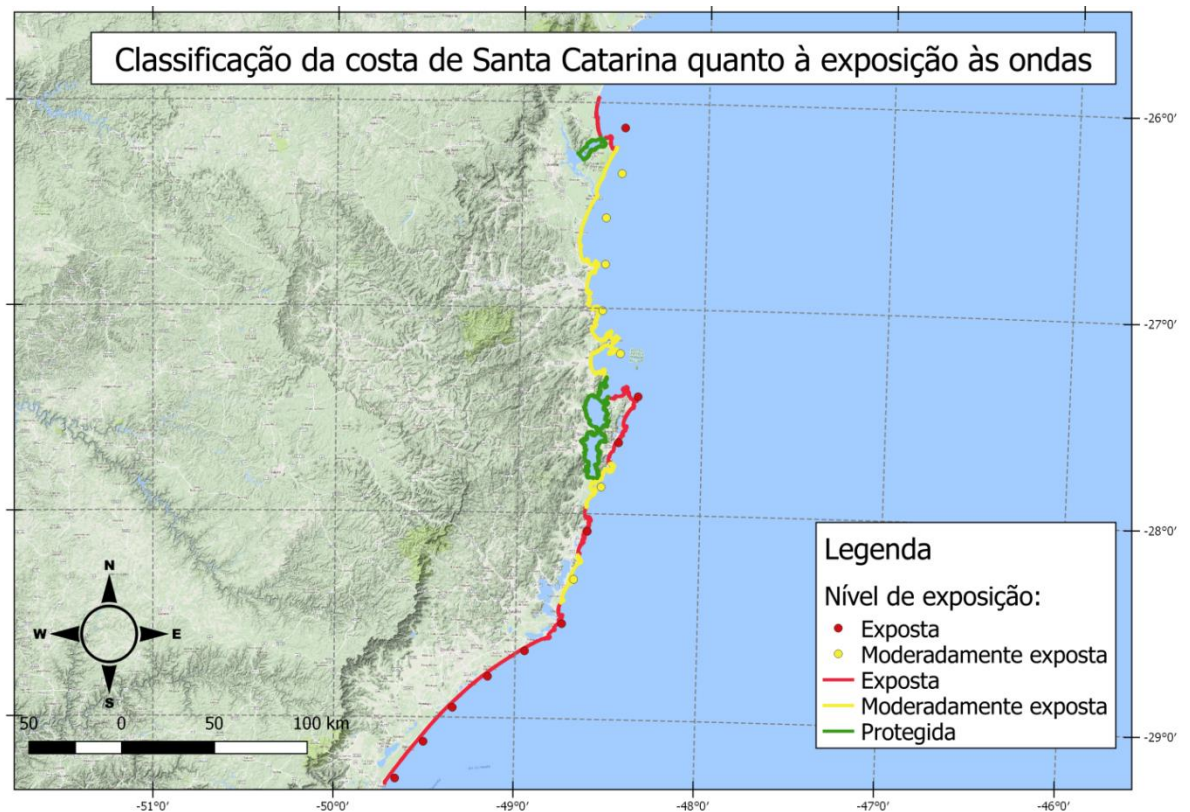 Classificação da costa de Santa Catarina quanto à exposição às ondas
-26°0'
-27°0'
-28°0'
-29°0'
Legenda
Nível de exposição:
Exposta
Moderadamente exposta
Exposta
Moderadamente exposta
Protegida
N
W
E
S
50
0
50
100 km
-51°0'
-50°0'
-49°0'
-48°0'
-47°0'
-46°0'